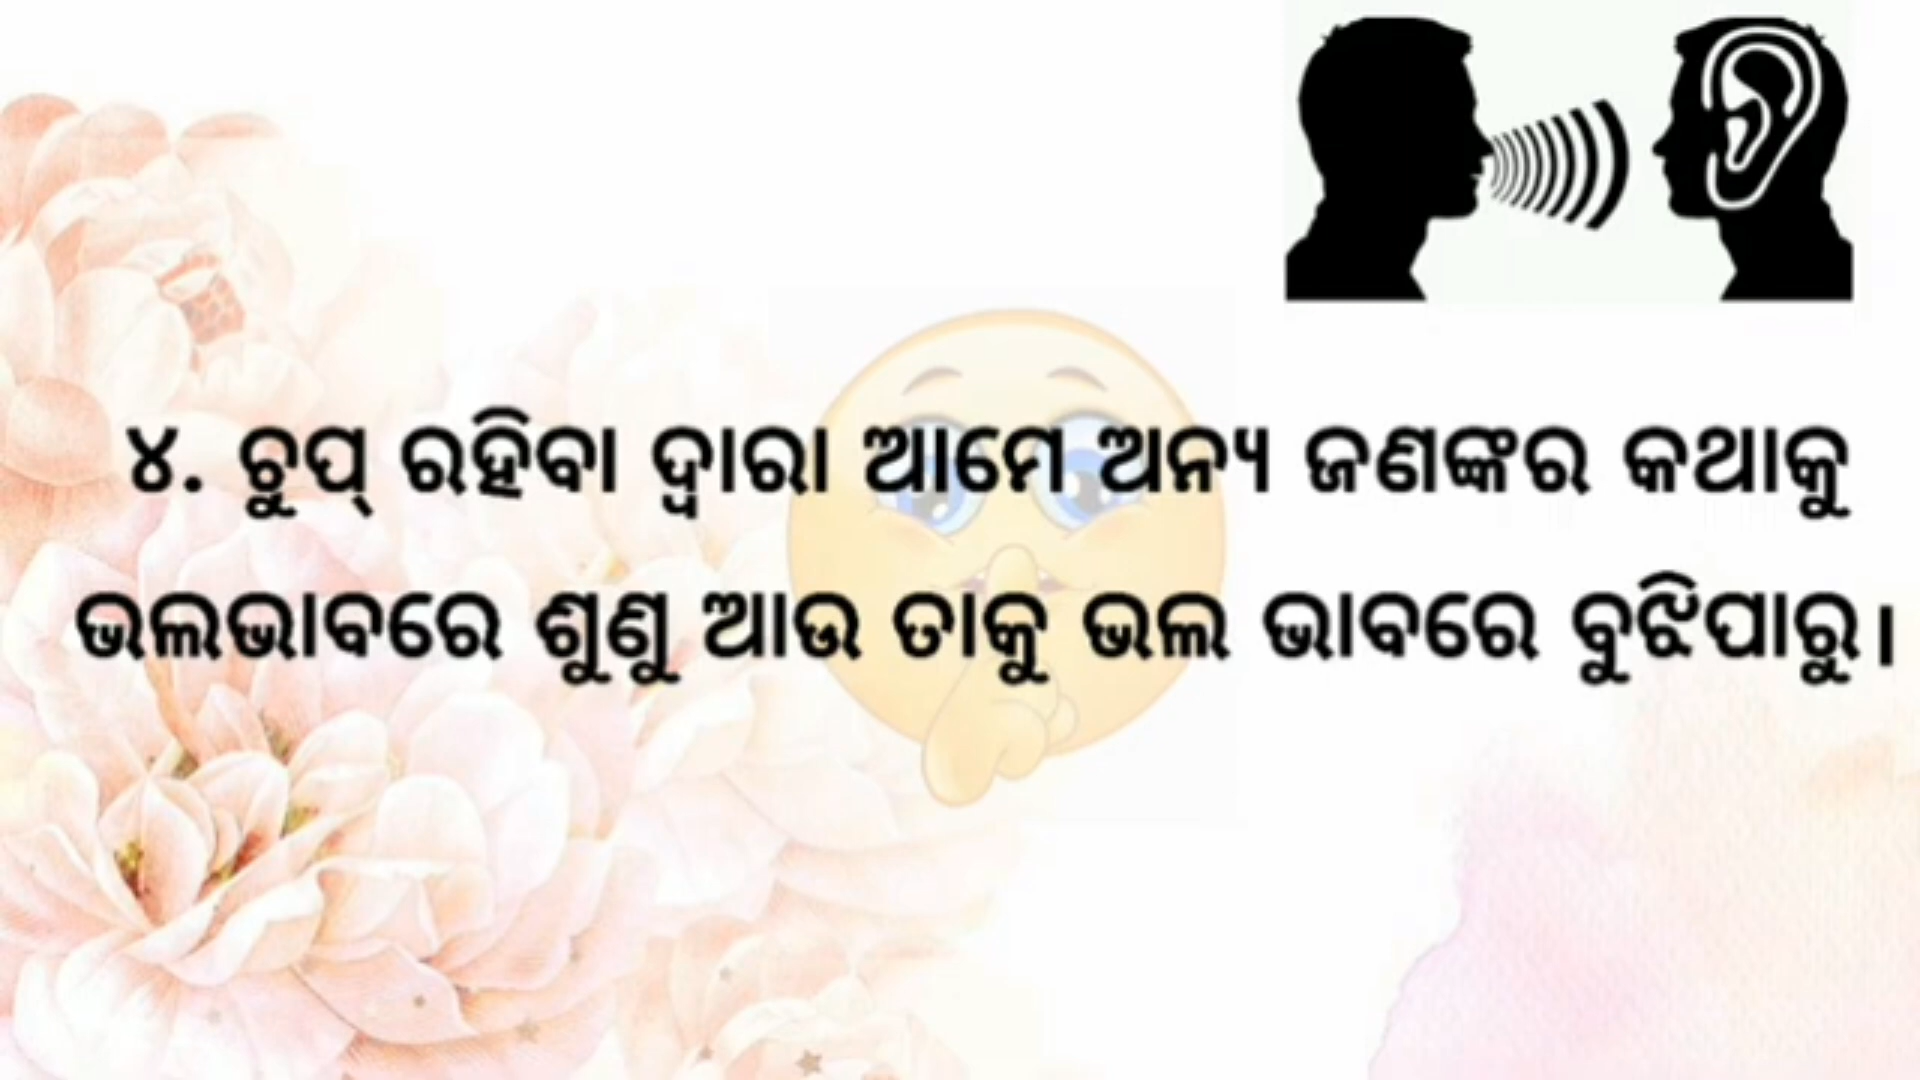 ୪. ଚୁପ୍ ରହିବା ଦ୍ୱାରା ଆମେ ଅନ୍ୟ ଜଣଙ୍କର କଥାକୁ
ଭଲଭାବରେ ଶୁଣୁ ଆଉ ତାକୁ ଭଲ ଭାବରେ ବୁଝିପାରୁ।